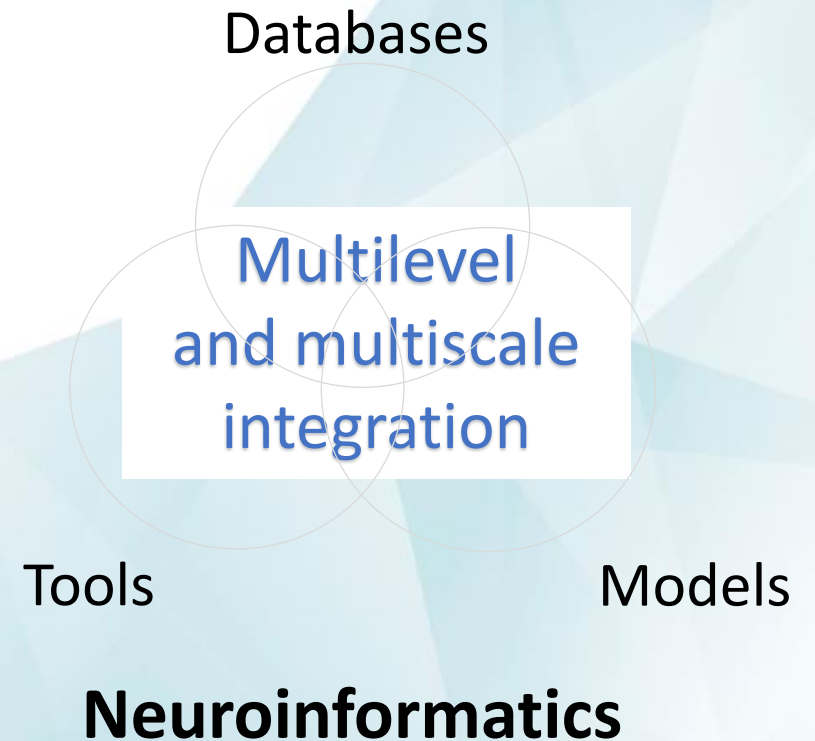 Databases
Multilevel
and multiscale
integration
Tools
Models
Neuroinformatics